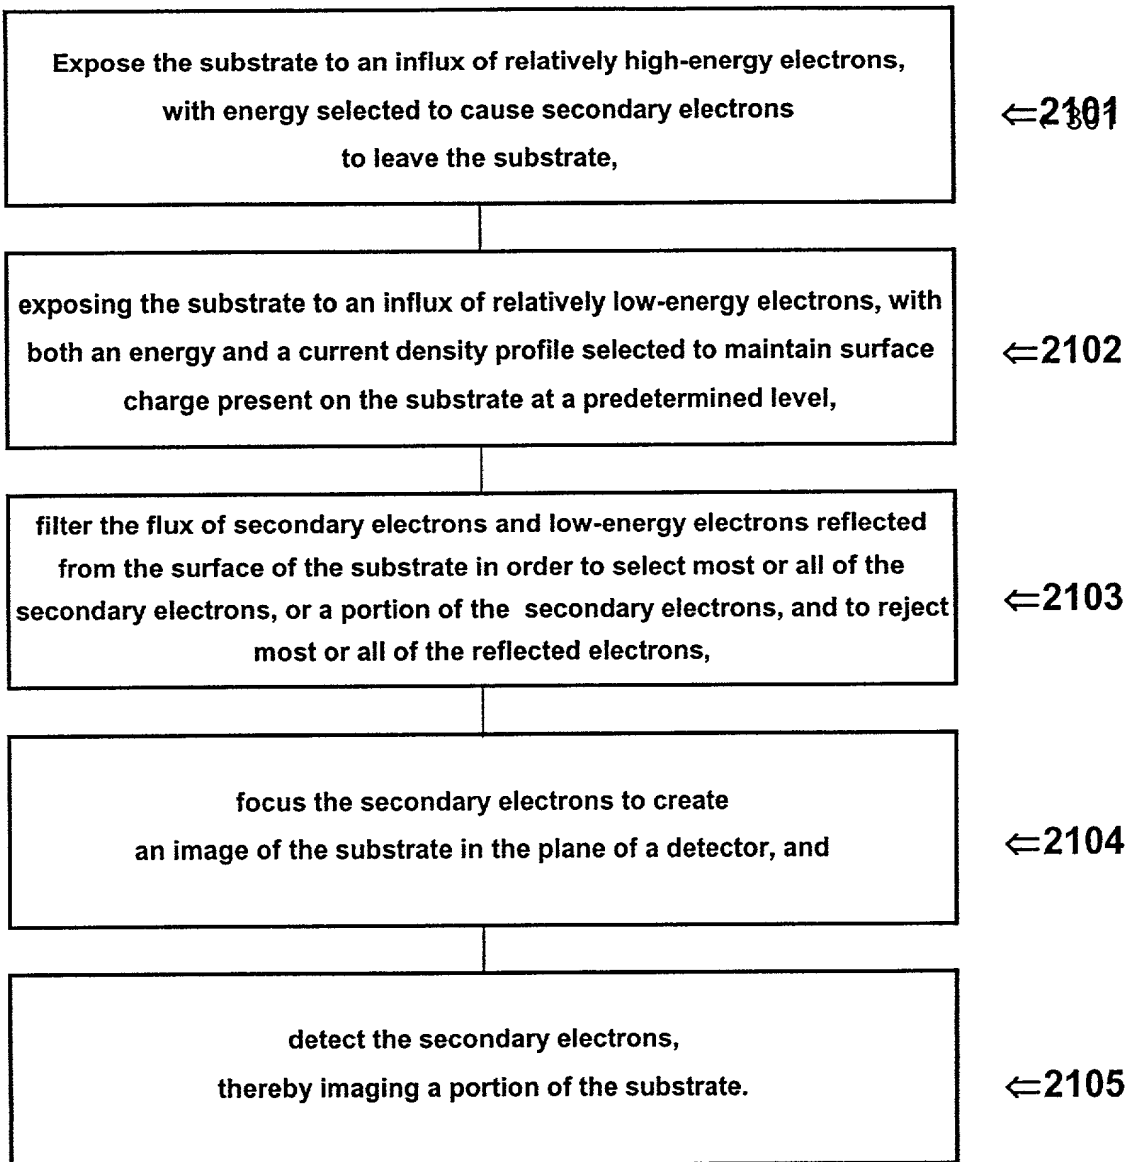 Expose the substrate to an influx of relatively high-energy electrons,
with energy selected to cause secondary electrons
to leave the substrate,
⇐2101
exposing the substrate to an influx of relatively low-energy electrons, with
both an energy and a current density profile selected to maintain surface
charge present on the substrate at a predetermined level,
⇐2102
filter the flux of secondary electrons and low-energy electrons reflected
from the surface of the substrate in order to select most or all of the
secondary electrons, or a portion of the secondary electrons, and to reject
most or all of the reflected electrons,
⇐2103
focus the secondary electrons to create
an image of the substrate in the plane of a detector, and
⇐2104
detect the secondary electrons,
thereby imaging a portion of the substrate.
⇐2105